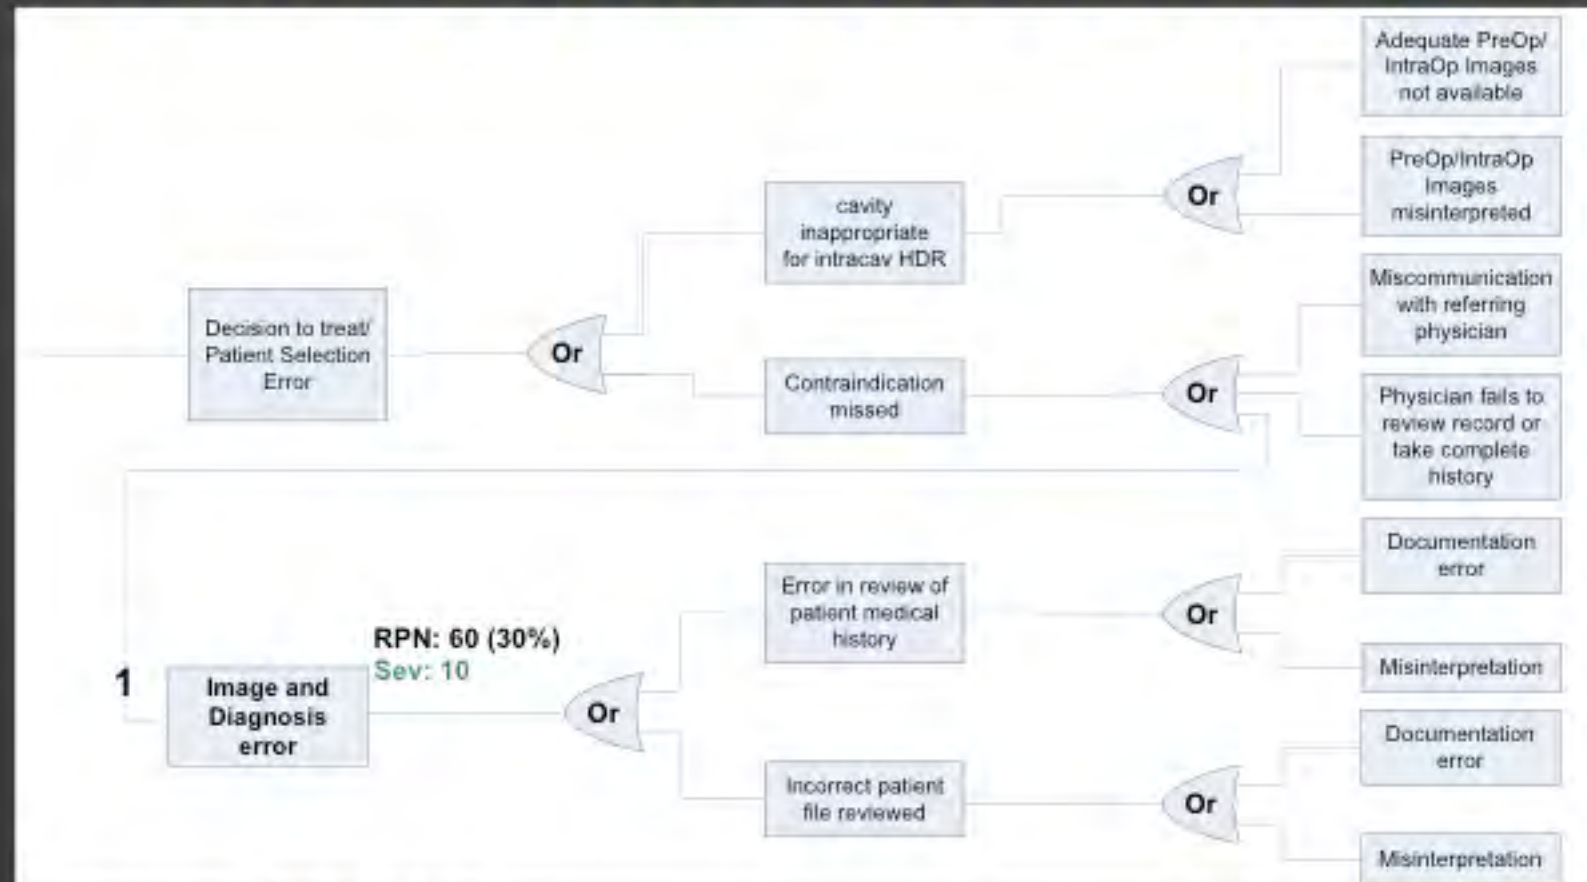 Adequate PreOp/
IntraOp Images
not available
PreOp/IntraOp
Images
misinterpreted
Or
cavity
inappropriate
for intracav HDR
Miscommunication
with referring
physician
Decision to treat/
Patient Selection
Error
Or
Contraindication
missed
Or
Physician fails to
review record or
take complete
history
Documentation
error
Error in review of
patient medical
history
Or
RPN: 60 (30%)
Sev: 10
Misinterpretation
1
Image and
Diagnosis
error
Or
Documentation
error
Incorrect patient
file reviewed
Or
Misinterpretation